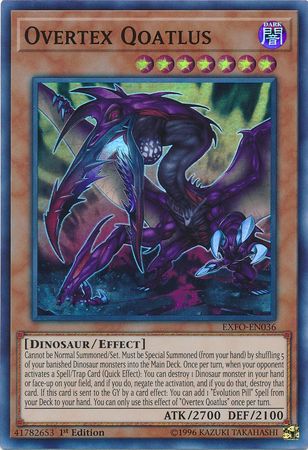 OVERTEX QOATLUS
DARK
闇
EXFO-EN036
[DINOSAUR/EFFECT]
Cannot be Normal Summoned/Set. Must be Special Summoned (from your hand) by shuffling 5
of your banished Dinosaur monsters into the Main Deck. Once per turn, when your opponent
activates a Spell/Trap Card (Quick Effect): You can destroy 1 Dinosaur monster in your hand
or face-up on your field, and if you do, negate the activation, and if you do that, destroy that
card. If this card is sent to the GY by a card effect: You can add 1 "Evolution Pill" Spell from
your Deck to your hand. You can only use this effect of "Overtex Qoatlus" once per turn.
ATK/2700 DEF/2100
41782653 1st Edition ©1996 KAZUKI TAKAHASHI